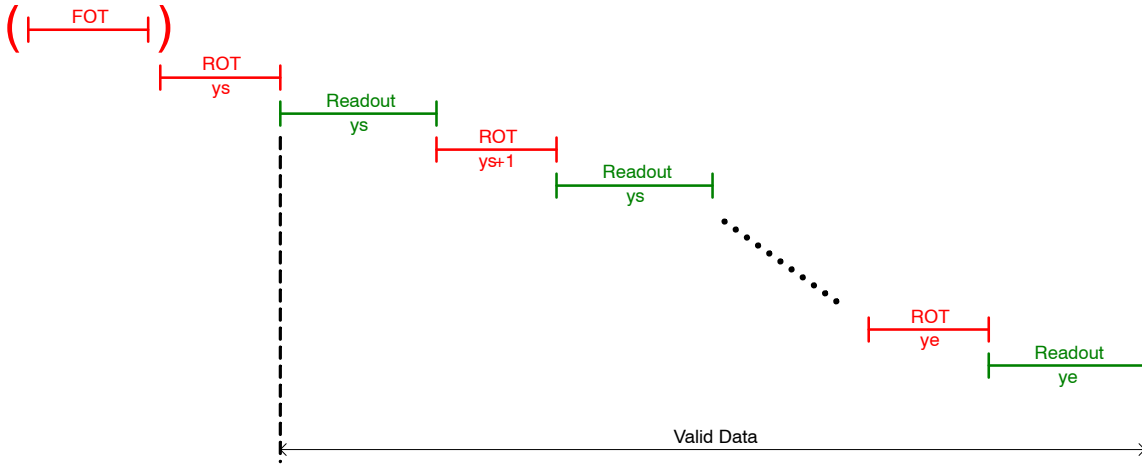 ( FOT )
ROT
ys
Readout
ys
ROT
ys+1
Readout
ys
ROT
ye
Readout
ye
Valid Data